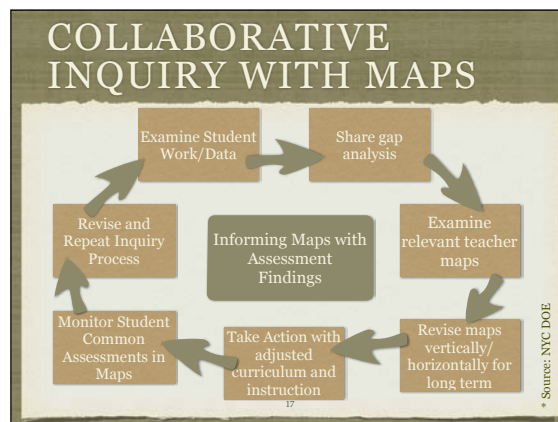 COLLABORATIVE
INQUIRY WITH MAPS
Examine Student
Work/Data
Share gap
analysis
Examine
relevant teacher
maps
Revise maps
vertically/
horizontally for
long term
Take Action with
adjusted
curriculum and
instruction
Monitor Student
Common
Assessments in
Maps
Revise and
Repeat Inquiry
Process
Informing Maps with
Assessment
Findings
17
* Source: NYC DOE